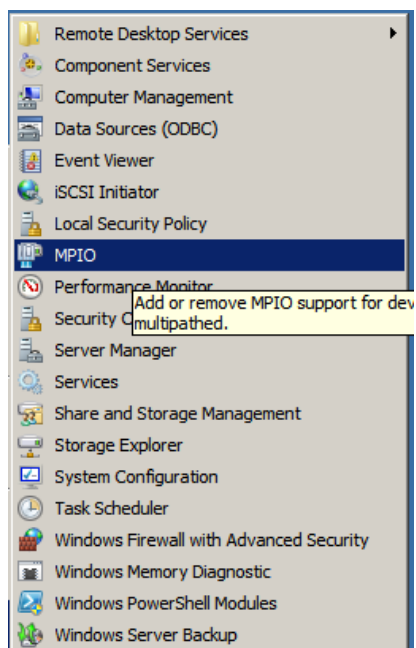 Remote Desktop Services
Component Services
Computer Management
Data Sources (ODBC)
Event Viewer
iSCSI Initiator
Local Security Policy
MPIO
Performance Monitor
Add or remove MPIO support for dev
Security C
multipathed.
Server Manager
Services
Share and Storage Management
Storage Explorer
System Configuration
Task Scheduler
Windows Firewall with Advanced Security
Windows Memory Diagnostic
Windows PowerShell Modules
Windows Server Backup